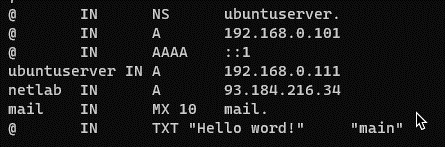 @ IN NS ubuntuserver.
@ IN A 192.168.0.101
@ IN AAAA ::1
ubuntuserver IN A 192.168.0.111
netlab IN A 93.184.216.34
mail IN MX 10 mail.
@ IN TXT "Hello word!" "main"